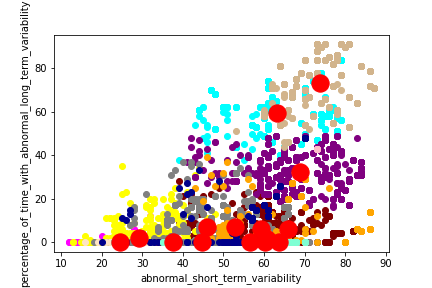 percentage_of_time_with_abnormal_long_term_variability
80
60
40
20
0
10 20 30 40 50 60 70 80 90
abnormal_short_term_variability